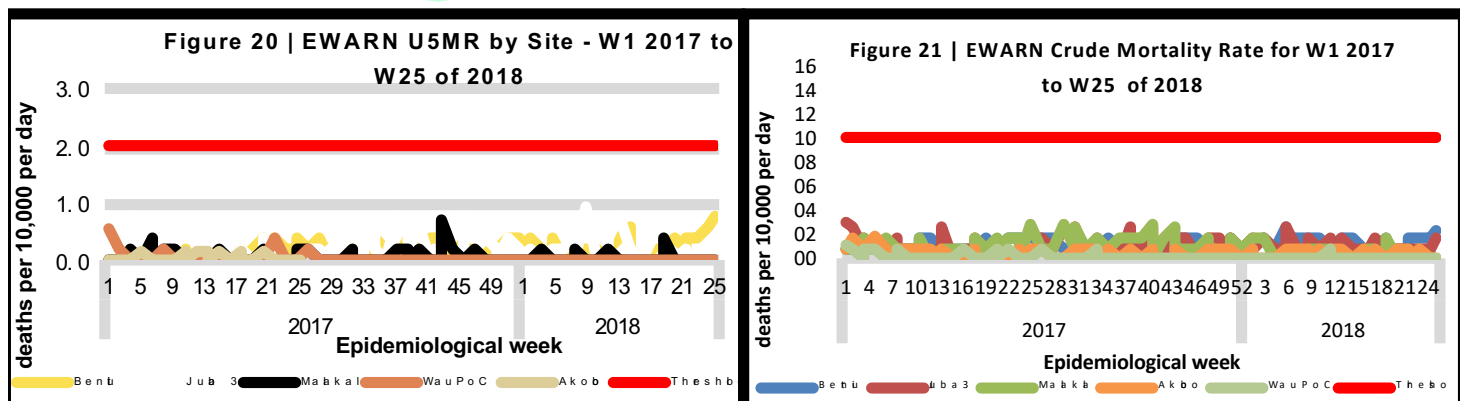 Figure 20 | EWARN U5MR by Site - W1 2017 to
W25 of 2018
deaths per 10,000 per day
3.0
2.0
1.0
0.0
1 5 9 13 17 21 25 29 33 37 41 45 49 1 5 9 13 17 21 25
2017 2018
Epidemiological week
Malakal WauPoC
Figure 21 | EWARN Crude Mortality Rate for W1 2017
to W25 of 2018
deaths per 10,000 per day
16
14
12
10
08
06
04
02
00
1 4 7 10 13 16 19 22 25 28 31 34 37 40 43 46 49 52 3 6 9 12 15 18 21 24
2017 2018
Epidemiological week
WauPoC